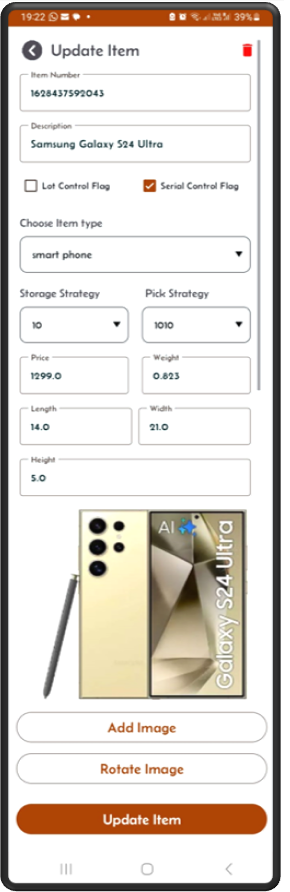 19:22
39%
Update Item
Item Number
1628437592043
Description
Samsung Galaxy S24 Ultra
Lot Control Flag
Serial Control Flag
Choose Item type
smart phone
Storage Strategy
Pick Strategy
10
1010
Price
Weight
1299.0
0.823
Length
Width
14.0
21.0
Height
5.0
AI
Galaxy S24 Ultra
Add Image
Rotate Image
Update Item